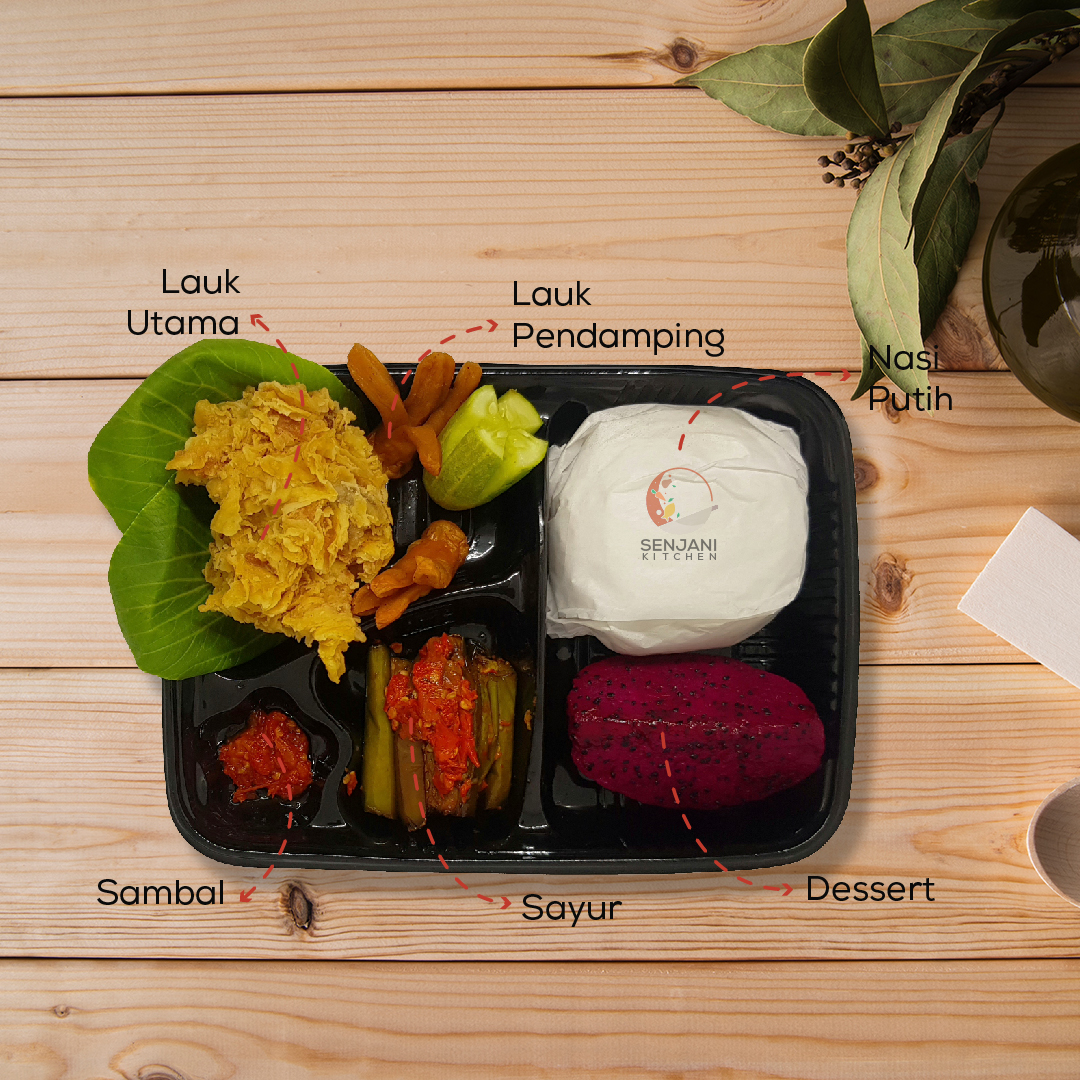 Lauk
Utama
Lauk
Pendamping
Nasi
Putih
SENJANI
KITCHEN
Sambal
Sayur
Dessert